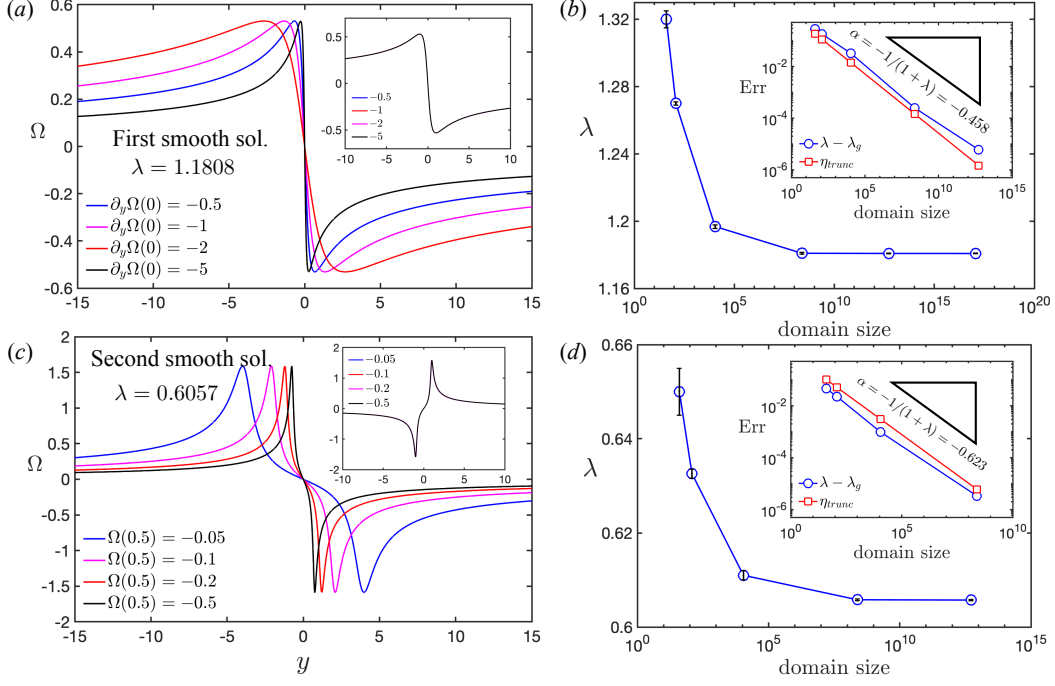 (a)
Ω
0.6
0.4
0.2
0
-0.2
-0.4
-0.6
-15
-10
-5
0
5
10
15
First smooth sol.
λ = 1.1808
∂yΩ(0) = −0.5
∂yΩ(0) = −1
∂yΩ(0) = −2
∂yΩ(0) = −5
0.5
0
-0.5
-10
-5
0
5
10
−0.5
−1
−2
−5
(b)
λ
1.32
1.28
1.24
1.2
1.16
10^0
10^5
10^10
10^15
10^20
domain size
Err
10^-2
10^-4
10^-6
10^0
10^5
10^10
10^15
domain size
α = −1/(1+λ) = −0.458
λ − λg
ηtrunc
(c)
Ω
2
1.5
1
0.5
0
-0.5
-1
-1.5
-2
-15
-10
-5
0
5
10
15
y
Second smooth sol.
λ = 0.6057
Ω(0.5) = −0.05
Ω(0.5) = −0.1
Ω(0.5) = −0.2
Ω(0.5) = −0.5
2
1
0
-1
-2
-10
-5
0
5
10
−0.05
−0.1
−0.2
−0.5
(d)
λ
0.66
0.64
0.62
0.6
10^0
10^5
10^10
10^15
domain size
Err
10^-2
10^-4
10^-6
10^0
10^5
10^10
domain size
α = −1/(1+λ) = −0.623
λ − λg
ηtrunc